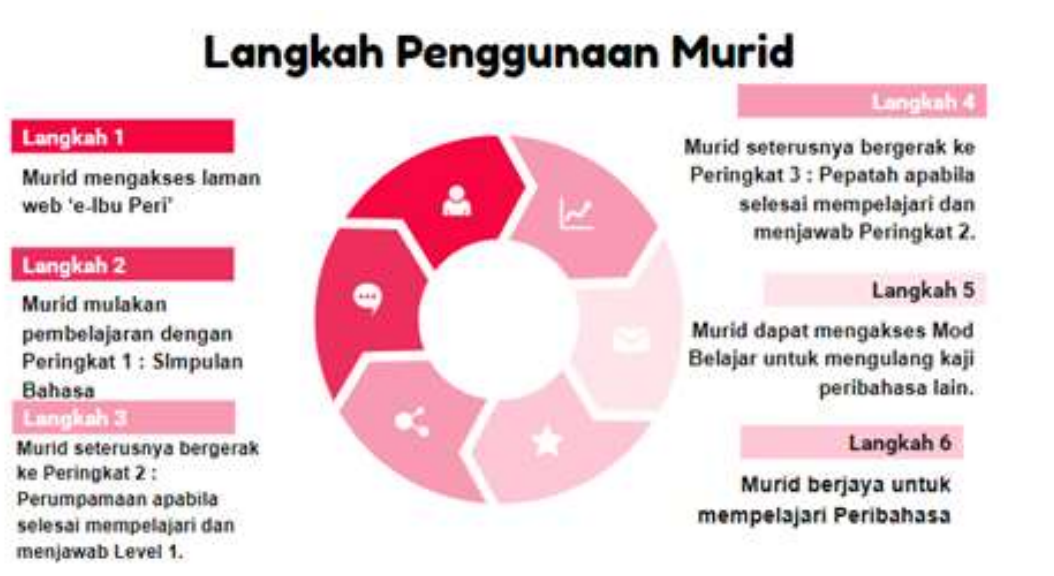 Langkah Penggunaan Murid
Langkah 1
Murid mengakses laman
web ‘e-Ibu Peri’
Langkah 2
Murid mulakan
pembelajaran dengan
Peringkat 1 : SImpulan
Bahasa
Langkah 3
Murid seterusnya bergerak
ke Peringkat 2 :
Perumpamaan apabila
selesai mempelajari dan
menjawab Level 1.
Langkah 4
Murid seterusnya bergerak ke
Peringkat 3 : Pepatah apabila
selesai mempelajari dan
menjawab Peringkat 2.
Langkah 5
Murid dapat mengakses Mod
Belajar untuk mengulang kaji
peribahasa lain.
Langkah 6
Murid berjaya untuk
mempelajari Peribahasa